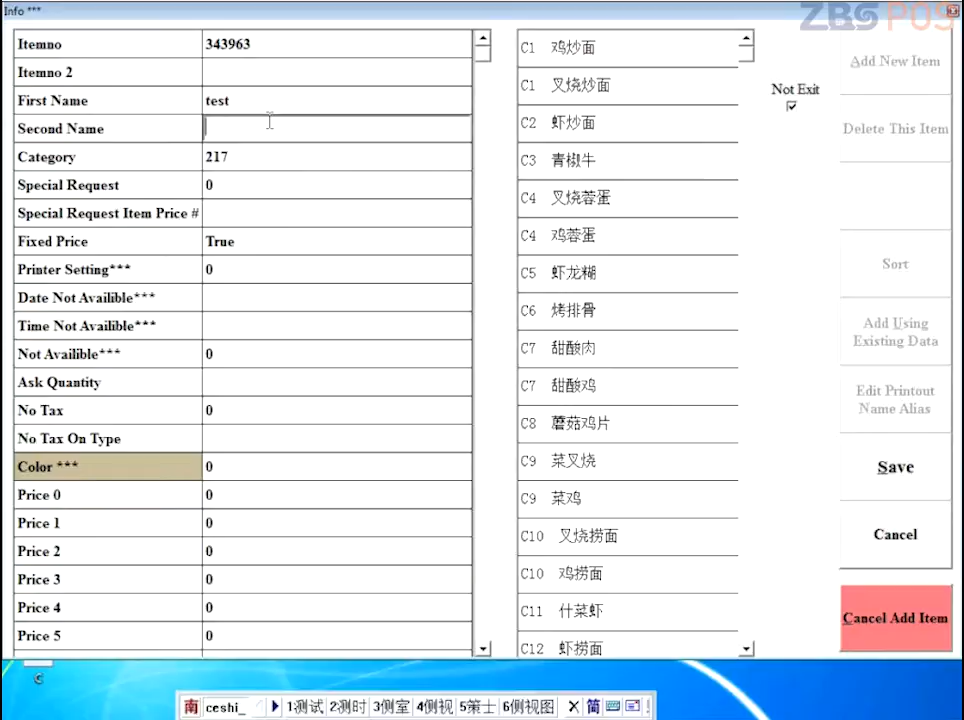 Info ***
ZBS POS
Itemno 343963
Itemno 2
First Name test
Second Name
Category 217
Special Request 0
Special Request Item Price #
Fixed Price True
Printer Setting*** 0
Date Not Availible***
Time Not Availible***
Not Availible*** 0
Ask Quantity
No Tax 0
No Tax On Type
Color *** 0
Price 0 0
Price 1 0
Price 2 0
Price 3 0
Price 4 0
Price 5 0
C1 鸡炒面
C1 叉烧炒面
C2 虾炒面
C3 青椒牛
C4 叉烧蓉蛋
C4 鸡蓉蛋
C5 虾龙糊
C6 烤排骨
C7 甜酸肉
C7 甜酸鸡
C8 蘑菇鸡片
C9 菜叉烧
C9 菜鸡
C10 叉烧捞面
C10 鸡捞面
C11 什菜虾
C12 虾捞面
Not Exit
Add New Item
Delete This Item
Sort
Add Using
Existing Data
Edit Printout
Name Alias
Save
Cancel
Cancel Add Item
C
南 ceshi_ 1测试 2测时 3侧室 4侧视 5策士 6侧视图 简